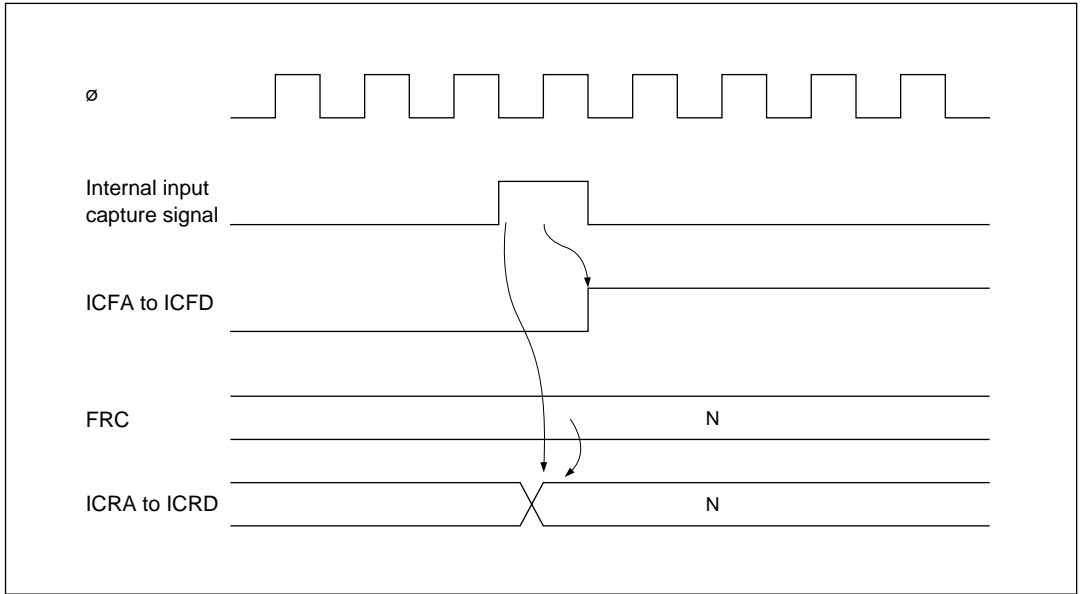 ø
Internal input
capture signal
ICFA to ICFD
FRC
N
ICRA to ICRD
N